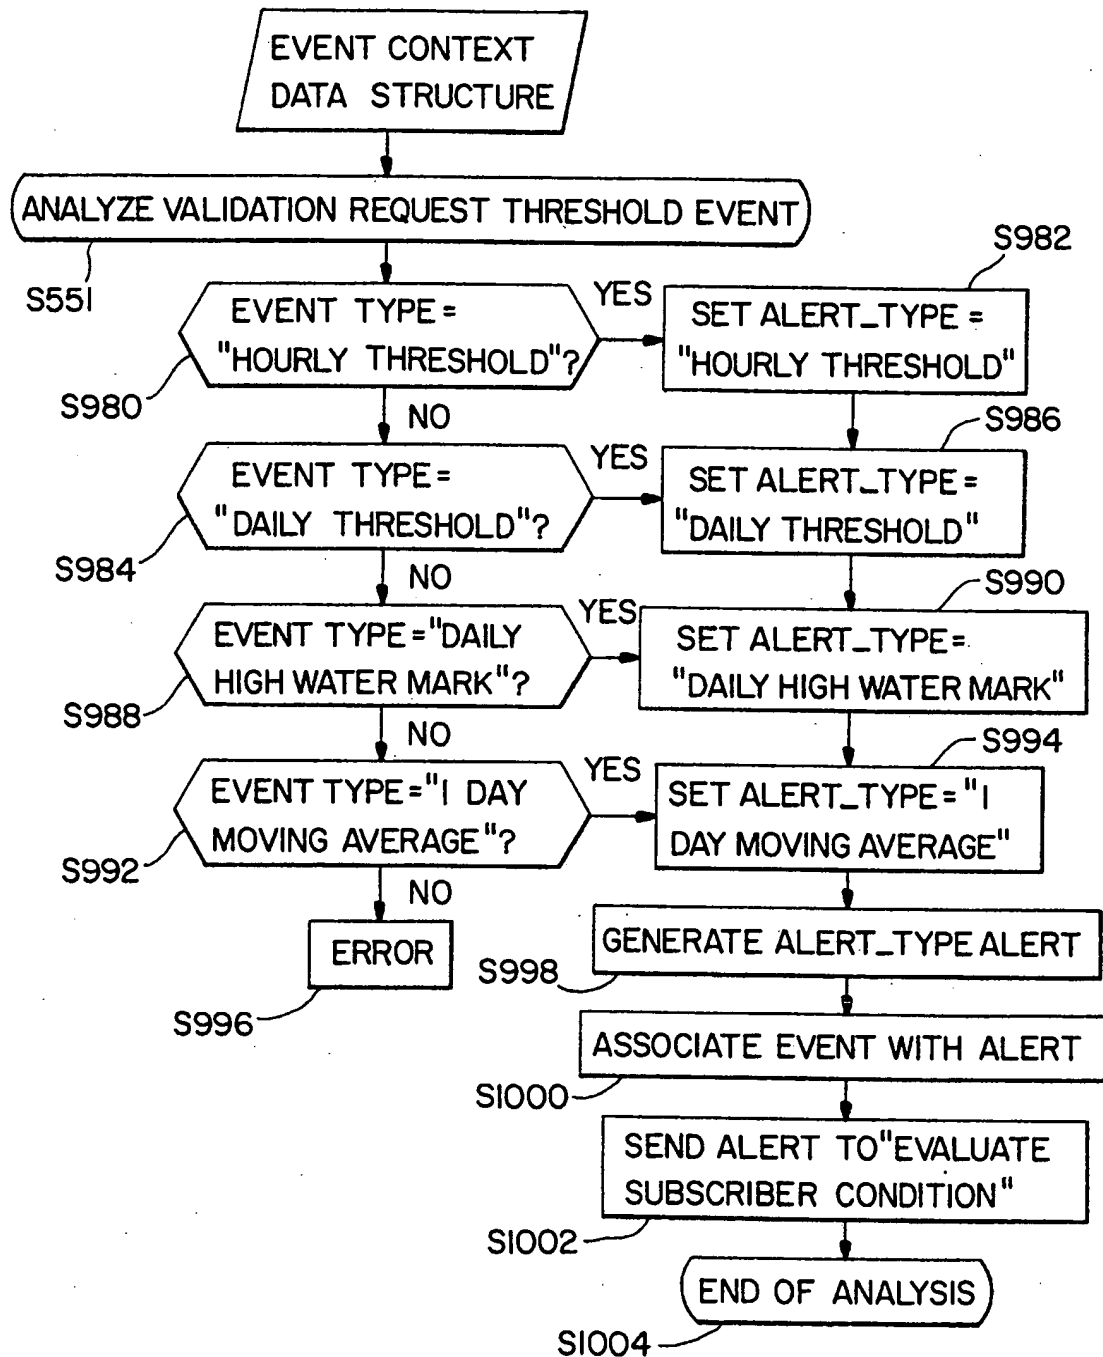 EVENT CONTEXT
DATA STRUCTURE
ANALYZE VALIDATION REQUEST THRESHOLD EVENT
S551
EVENT TYPE=
"HOURLY THRESHOLD"?
S980
YES
NO
SET ALERT_TYPE=
"HOURLY THRESHOLD"
S982
EVENT TYPE=
"DAILY THRESHOLD"?
S984
YES
NO
SET ALERT_TYPE=
"DAILY THRESHOLD"
S986
EVENT TYPE="DAILY
HIGH WATER MARK"?
S988
YES
NO
SET ALERT_TYPE=
"DAILY HIGH WATER MARK"
S990
EVENT TYPE="1 DAY
MOVING AVERAGE"?
S992
YES
NO
SET ALERT_TYPE="1
DAY MOVING AVERAGE"
S994
ERROR
S996
GENERATE ALERT_TYPE ALERT
S998
ASSOCIATE EVENT WITH ALERT
S1000
SEND ALERT TO "EVALUATE
SUBSCRIBER CONDITION"
S1002
END OF ANALYSIS
S1004